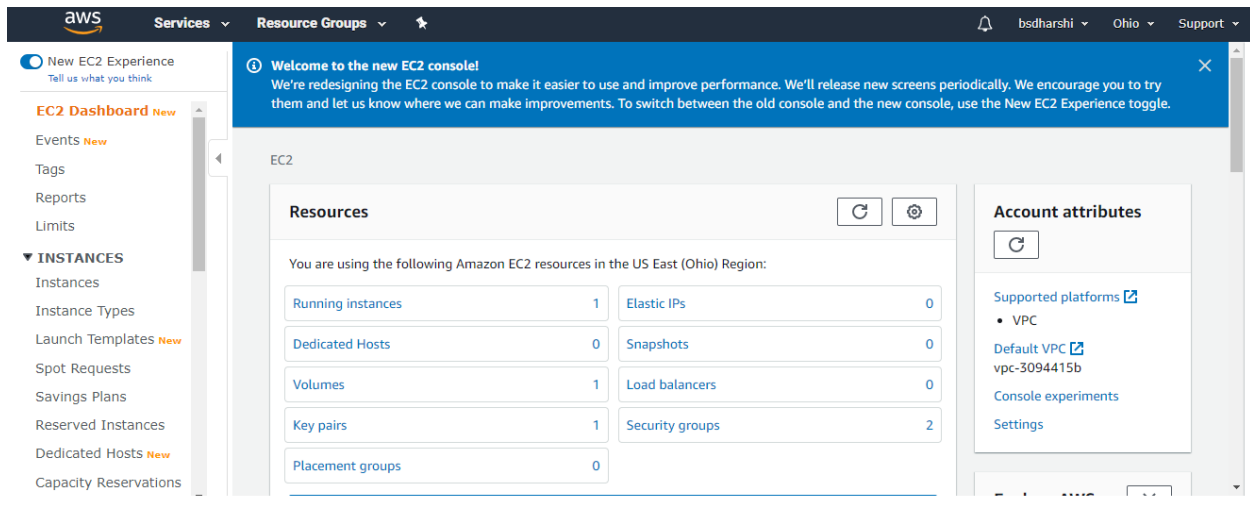 aws
Services
Resource Groups
bsdharshi
Ohio
Support
New EC2 Experience
Tell us what you think
EC2 Dashboard New
Events New
Tags
Reports
Limits
INSTANCES
Instances
Instance Types
Launch Templates New
Spot Requests
Savings Plans
Reserved Instances
Dedicated Hosts New
Capacity Reservations
Welcome to the new EC2 console!
We're redesigning the EC2 console to make it easier to use and improve performance. We'll release new screens periodically. We encourage you to try
them and let us know where we can make improvements. To switch between the old console and the new console, use the New EC2 Experience toggle.
EC2
Resources
You are using the following Amazon EC2 resources in the US East (Ohio) Region:
Running instances 1
Elastic IPs 0
Dedicated Hosts 0
Snapshots 0
Volumes 1
Load balancers 0
Key pairs 1
Security groups 2
Placement groups 0
Account attributes
Supported platforms
• VPC
Default VPC
vpc-3094415b
Console experiments
Settings